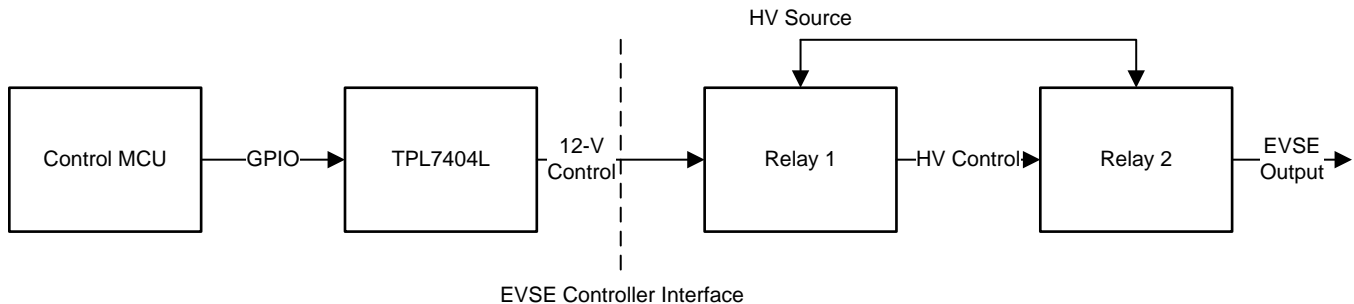 HV Source
Control MCU
GPIO
TPL7404L
12-V
Control
Relay 1
HV Control
Relay 2
EVSE
Output
EVSE Controller Interface